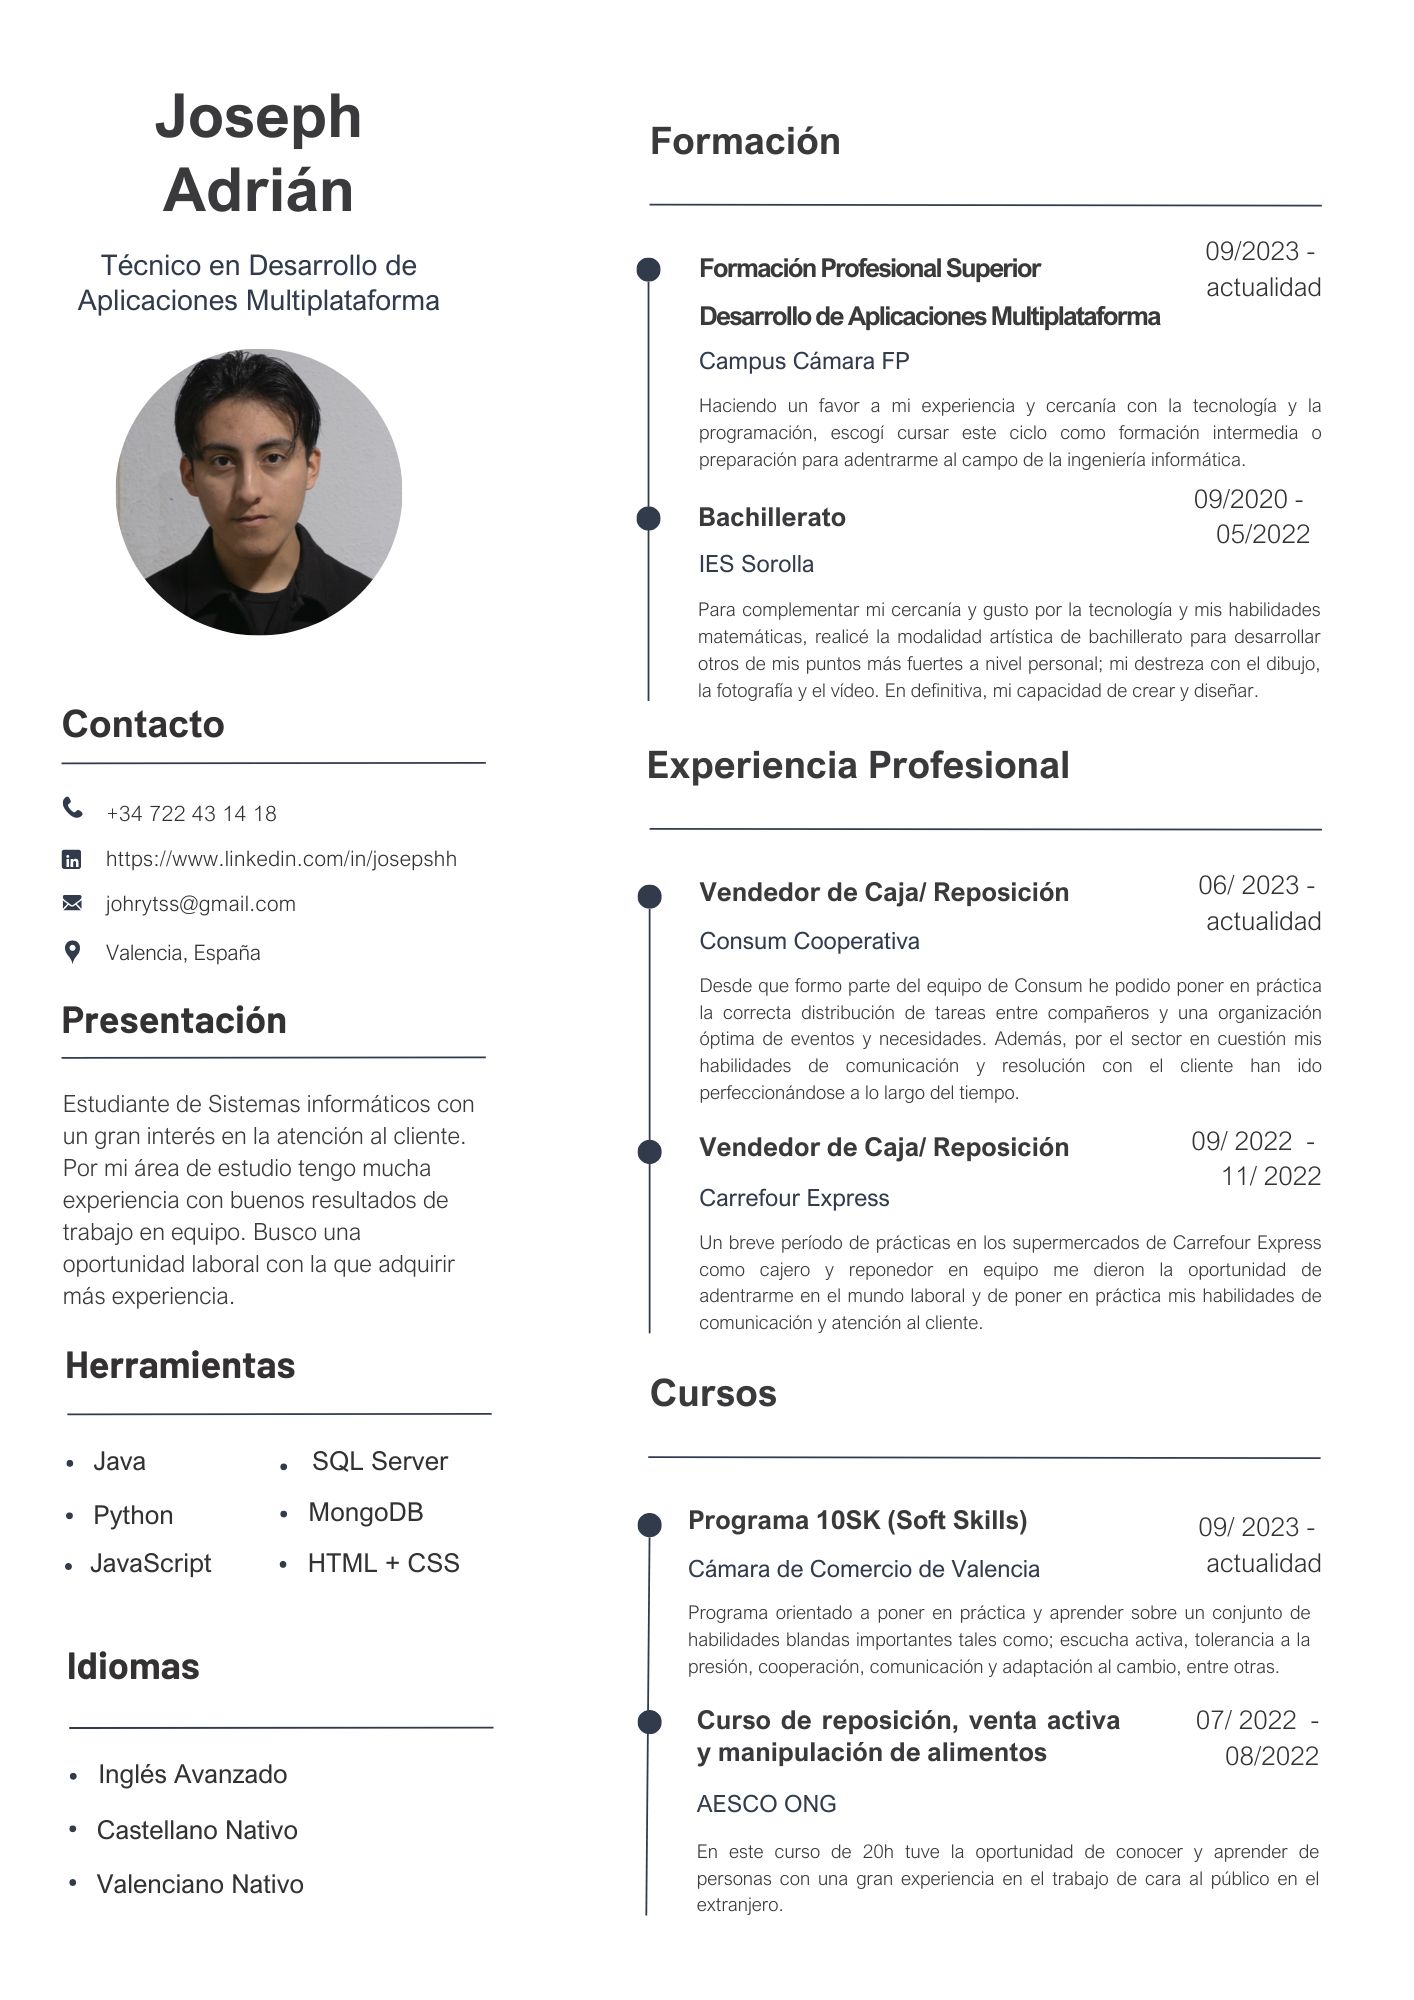 Joseph
Adrián
Técnico en Desarrollo de
Aplicaciones Multiplataforma
Contacto
+34 722 43 14 18
https://www.linkedin.com/in/josepshh
johrytss@gmail.com
Valencia, España
Presentación
Estudiante de Sistemas informáticos con
un gran interés en la atención al cliente.
Por mi área de estudio tengo mucha
experiencia con buenos resultados de
trabajo en equipo. Busco una
oportunidad laboral con la que adquirir
más experiencia.
Herramientas
• Java
• Python
• JavaScript
• SQL Server
• MongoDB
• HTML + CSS
Idiomas
• Inglés Avanzado
• Castellano Nativo
• Valenciano Nativo
Formación
Formación Profesional Superior
Desarrollo de Aplicaciones Multiplataforma
09/2023 -
actualidad
Campus Cámara FP
Haciendo un favor a mi experiencia y cercanía con la tecnología y la
programación, escogí cursar este ciclo como formación intermedia o
preparación para adentrarme al campo de la ingeniería informática.
Bachillerato
09/2020 -
05/2022
IES Sorolla
Para complementar mi cercanía y gusto por la tecnología y mis habilidades
matemáticas, realicé la modalidad artística de bachillerato para desarrollar
otros de mis puntos más fuertes a nivel personal; mi destreza con el dibujo,
la fotografía y el vídeo. En definitiva, mi capacidad de crear y diseñar.
Experiencia Profesional
Vendedor de Caja/ Reposición
06/ 2023 -
actualidad
Consum Cooperativa
Desde que formo parte del equipo de Consum he podido poner en práctica
la correcta distribución de tareas entre compañeros y una organización
óptima de eventos y necesidades. Además, por el sector en cuestión mis
habilidades de comunicación y resolución con el cliente han ido
perfeccionándose a lo largo del tiempo.
Vendedor de Caja/ Reposición
09/ 2022 -
11/ 2022
Carrefour Express
Un breve período de prácticas en los supermercados de Carrefour Express
como cajero y reponedor en equipo me dieron la oportunidad de
adentrarme en el mundo laboral y de poner en práctica mis habilidades de
comunicación y atención al cliente.
Cursos
Programa 10SK (Soft Skills)
09/ 2023 -
actualidad
Cámara de Comercio de Valencia
Programa orientado a poner en práctica y aprender sobre un conjunto de
habilidades blandas importantes tales como; escucha activa, tolerancia a la
presión, cooperación, comunicación y adaptación al cambio, entre otras.
Curso de reposición, venta activa
y manipulación de alimentos
07/ 2022 -
08/2022
AESCO ONG
En este curso de 20h tuve la oportunidad de conocer y aprender de
personas con una gran experiencia en el trabajo de cara al público en el
extranjero.